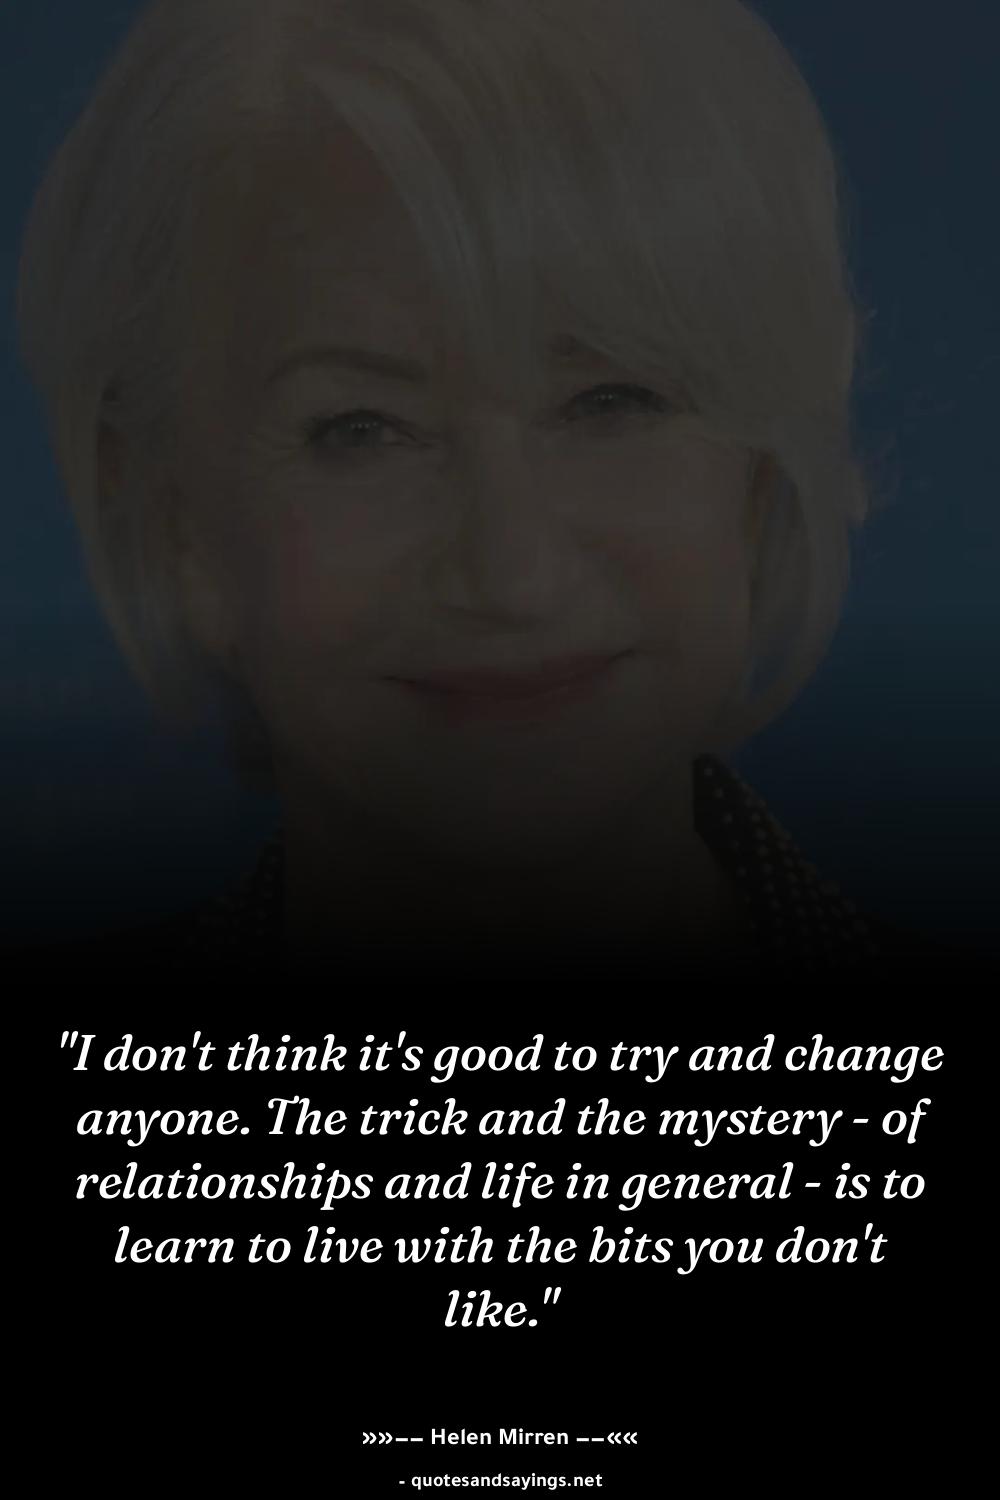 "I don't think it's good to try and change
anyone. The trick and the mystery - of
relationships and life in general - is to
learn to live with the bits you don't
like."
»»−− Helen Mirren −−««
- quotesandsayings.net